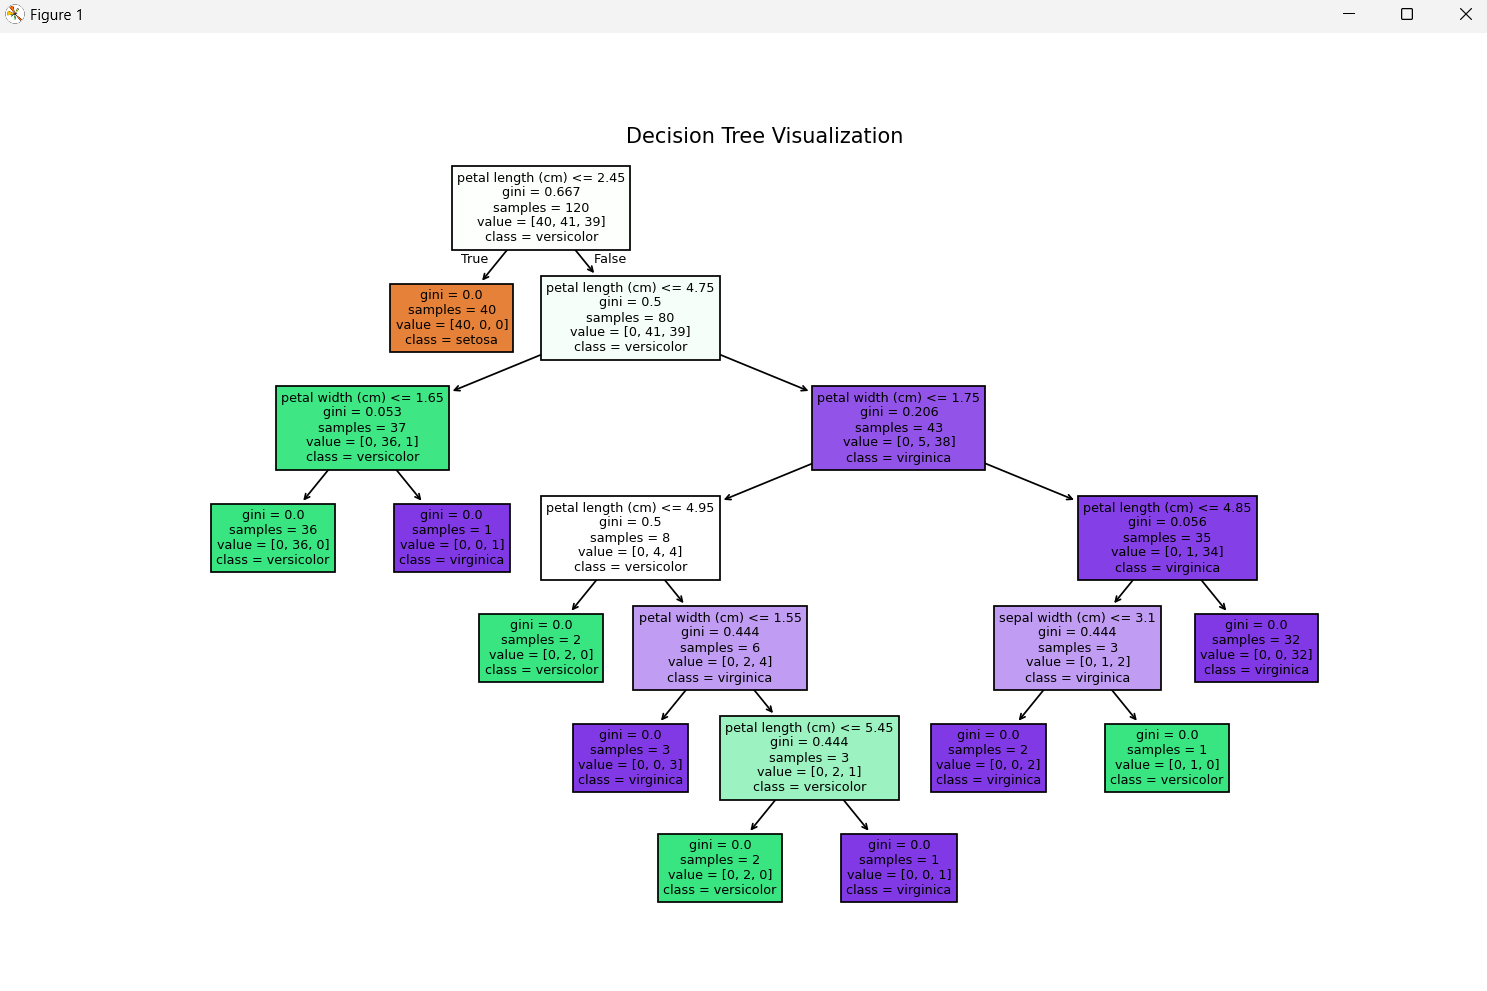 Figure 1
Decision Tree Visualization
petal length (cm) <= 2.45
gini = 0.667
samples = 120
value = [40, 41, 39]
class = versicolor
True
False
gini = 0.0
samples = 40
value = [40, 0, 0]
class = setosa
petal length (cm) <= 4.75
gini = 0.5
samples = 80
value = [0, 41, 39]
class = versicolor
petal width (cm) <= 1.65
gini = 0.053
samples = 37
value = [0, 36, 1]
class = versicolor
petal width (cm) <= 1.75
gini = 0.206
samples = 43
value = [0, 5, 38]
class = virginica
gini = 0.0
samples = 36
value = [0, 36, 0]
class = versicolor
gini = 0.0
samples = 1
value = [0, 0, 1]
class = virginica
petal length (cm) <= 4.95
gini = 0.5
samples = 8
value = [0, 4, 4]
class = versicolor
petal length (cm) <= 4.85
gini = 0.056
samples = 35
value = [0, 1, 34]
class = virginica
gini = 0.0
samples = 2
value = [0, 2, 0]
class = versicolor
petal width (cm) <= 1.55
gini = 0.444
samples = 6
value = [0, 2, 4]
class = virginica
sepal width (cm) <= 3.1
gini = 0.444
samples = 3
value = [0, 1, 2]
class = virginica
gini = 0.0
samples = 32
value = [0, 0, 32]
class = virginica
gini = 0.0
samples = 3
value = [0, 0, 3]
class = virginica
petal length (cm) <= 5.45
gini = 0.444
samples = 3
value = [0, 2, 1]
class = versicolor
gini = 0.0
samples = 2
value = [0, 0, 2]
class = virginica
gini = 0.0
samples = 1
value = [0, 1, 0]
class = versicolor
gini = 0.0
samples = 2
value = [0, 2, 0]
class = versicolor
gini = 0.0
samples = 1
value = [0, 0, 1]
class = virginica